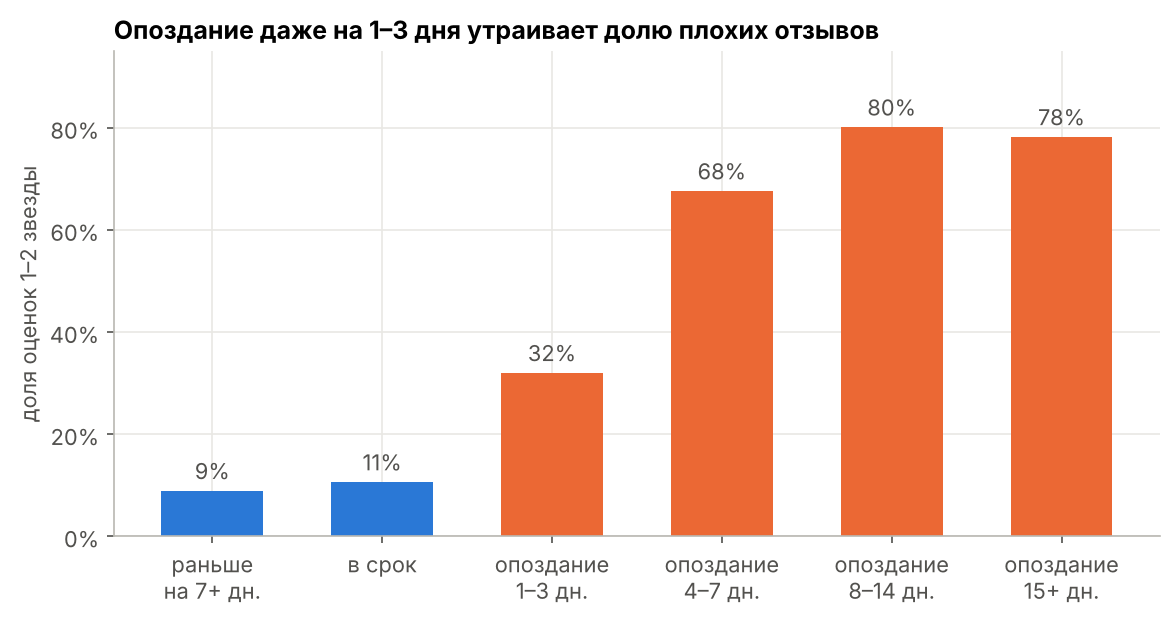 Опоздание даже на 1–3 дня утраивает долю плохих отзывов
доля оценок 1–2 звезды
80%
60%
40%
20%
0%
9%
11%
32%
68%
80%
78%
раньше
на 7+ дн.
в срок
опоздание
1–3 дн.
опоздание
4–7 дн.
опоздание
8–14 дн.
опоздание
15+ дн.